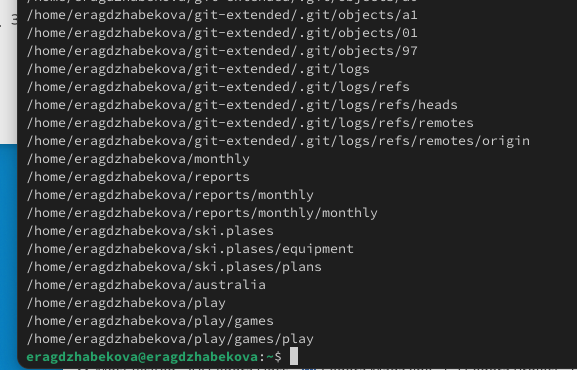 3
/home/eragdzhabekova/git-extended/.git/objects/a1
/home/eragdzhabekova/git-extended/.git/objects/01
/home/eragdzhabekova/git-extended/.git/objects/97
/home/eragdzhabekova/git-extended/.git/logs
/home/eragdzhabekova/git-extended/.git/logs/refs
/home/eragdzhabekova/git-extended/.git/logs/refs/heads
/home/eragdzhabekova/git-extended/.git/logs/refs/remotes
/home/eragdzhabekova/git-extended/.git/logs/refs/remotes/origin
/home/eragdzhabekova/monthly
/home/eragdzhabekova/reports
/home/eragdzhabekova/reports/monthly
/home/eragdzhabekova/reports/monthly/monthly
/home/eragdzhabekova/ski.plases
/home/eragdzhabekova/ski.plases/equipment
/home/eragdzhabekova/ski.plases/plans
/home/eragdzhabekova/australia
/home/eragdzhabekova/play
/home/eragdzhabekova/play/games
/home/eragdzhabekova/play/games/play
eragdzhabekova@eragdzhabekova:~$